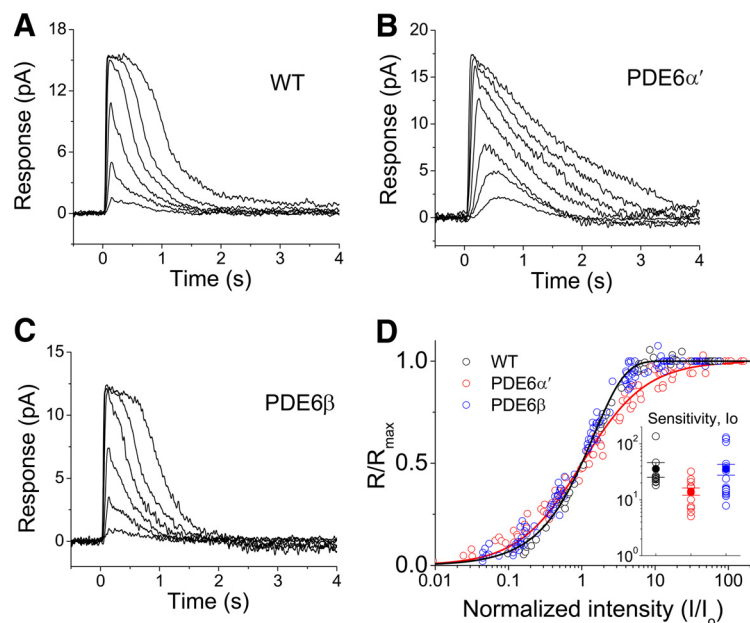 A
18
12
6
0
Response (pA)
WT
0 1 2 3 4
Time (s)
B
20
15
10
5
0
Response (pA)
PDE6α′
0 1 2 3 4
Time (s)
C
15
10
5
0
Response (pA)
PDE6β
0 1 2 3 4
Time (s)
D
1.0
0.5
0.0
R/Rmax
WT
PDE6α′
PDE6β
Sensitivity, Io
10²
10¹
10⁰
0.01 0.1 1 10 100
Normalized intensity (I/Io)